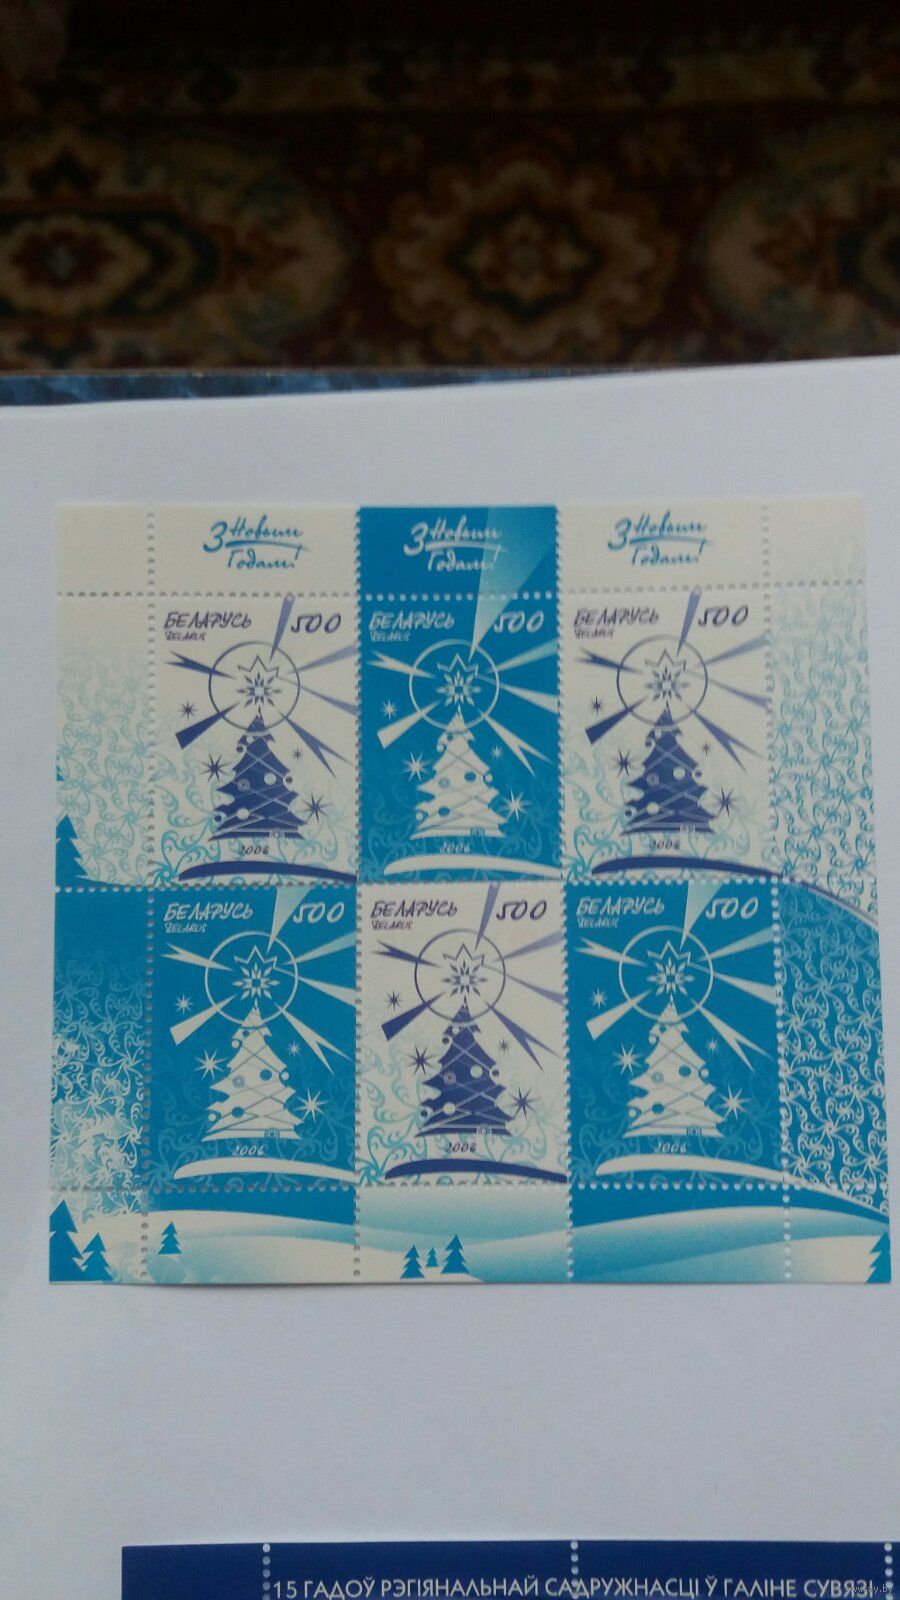 З Новым
Годам!
З Новым
Годам!
З Новым
Годам!
БЕЛАРУСЬ 500
BELARUS
2006
БЕЛАРУСЬ 500
BELARUS
2006
БЕЛАРУСЬ 500
BELARUS
2006
БЕЛАРУСЬ 500
BELARUS
2006
БЕЛАРУСЬ 500
BELARUS
2006
БЕЛАРУСЬ 500
BELARUS
2006
15 ГАДОЎ РЭГІЯНАЛЬНАЙ САДРУЖНАСЦІ Ў ГАЛІНЕ СУВЯЗІ